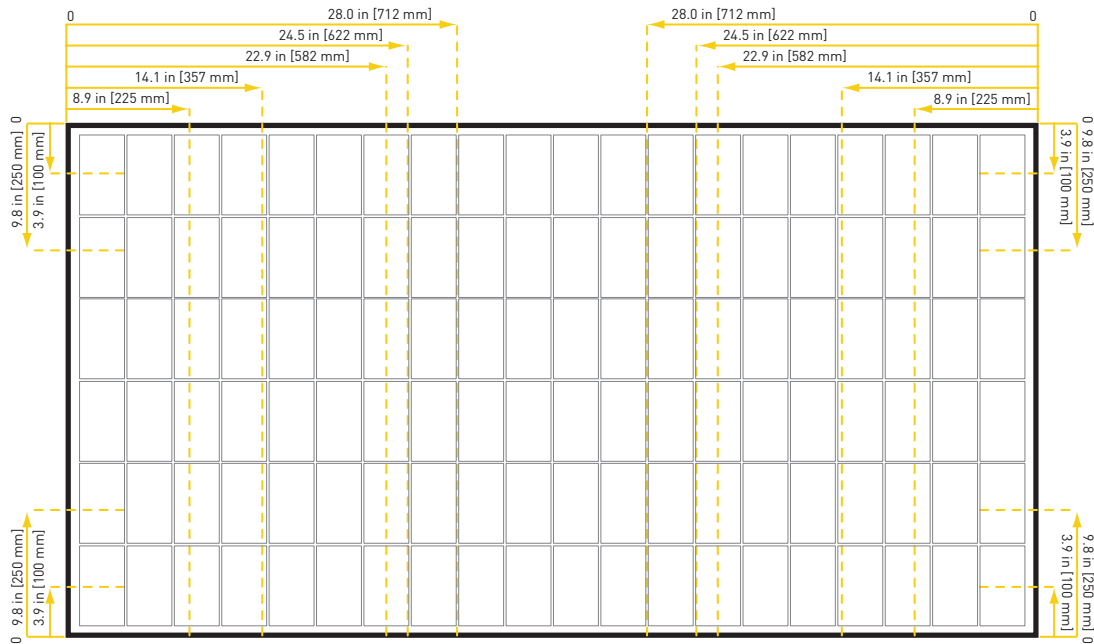 0
28.0 in [712 mm]
28.0 in [712 mm]
0
24.5 in [622 mm]
24.5 in [622 mm]
22.9 in [582 mm]
22.9 in [582 mm]
14.1 in [357 mm]
14.1 in [357 mm]
8.9 in [225 mm]
8.9 in [225 mm]
0
9.8 in [250 mm]
3.9 in [100 mm]
0
3.9 in [100 mm]
9.8 in [250 mm]
9.8 in [250 mm]
3.9 in [100 mm]
0
3.9 in [100 mm]
9.8 in [250 mm]
0